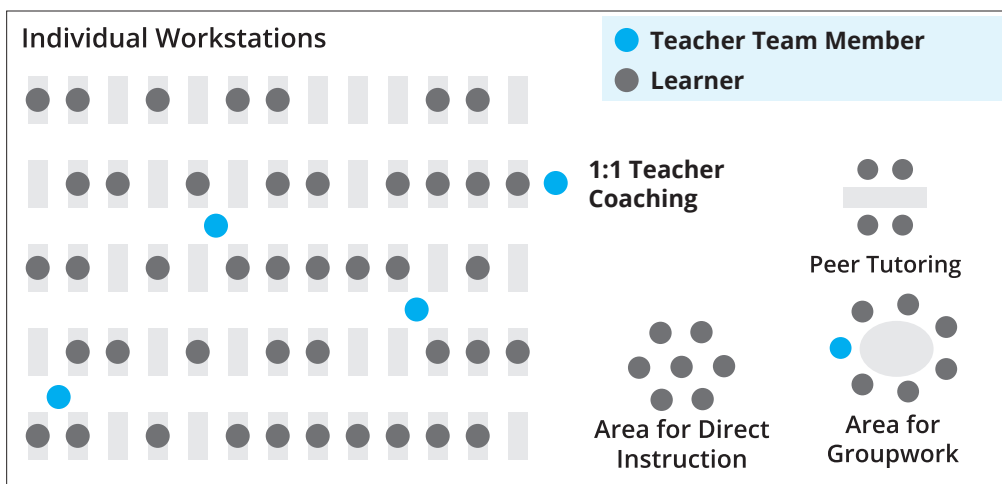 Individual Workstations
Teacher Team Member
Learner
1:1 Teacher
Coaching
Peer Tutoring
Area for Direct
Instruction
Area for
Groupwork